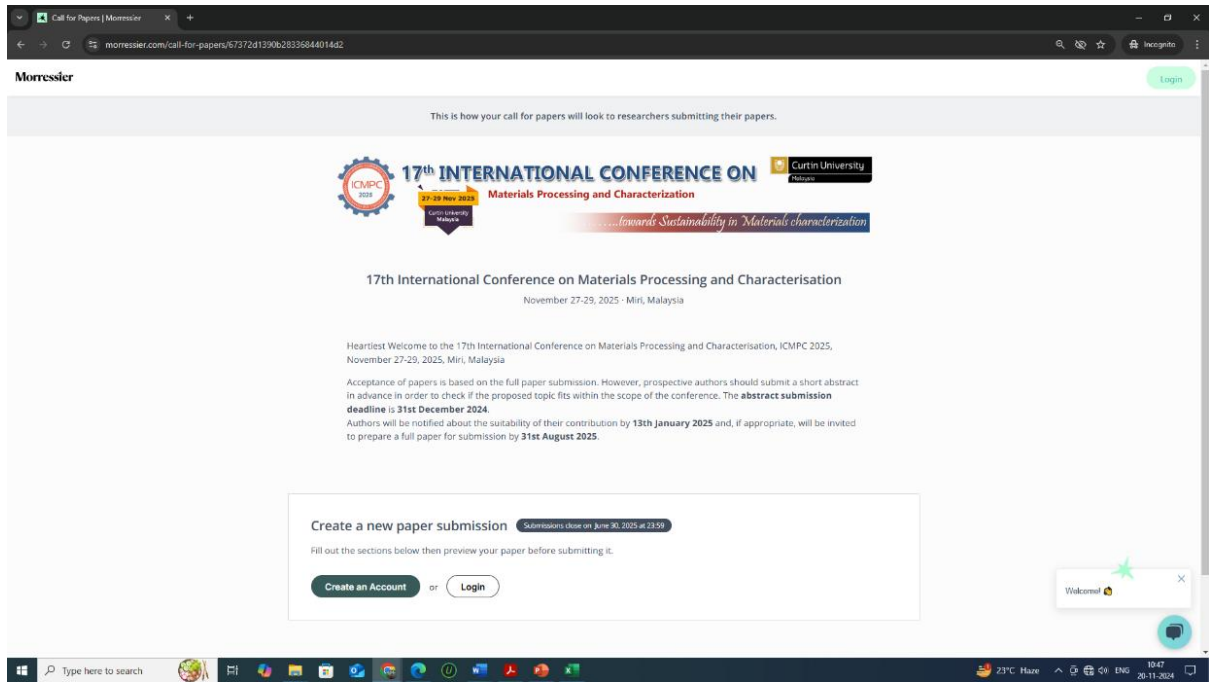 Call for Papers | Morressier
morressier.com/call-for-papers/67372d1390b28336844014d2
Incognito
Morressier
Login
This is how your call for papers will look to researchers submitting their papers.
ICMPC
17th INTERNATIONAL CONFERENCE ON
Curtin University
Malaysia
27-29 Nov 2025
Materials Processing and Characterization
Curtin University
Malaysia
......towards Sustainability in Materials characterization
17th International Conference on Materials Processing and Characterisation
November 27-29, 2025 · Miri, Malaysia
Heartiest Welcome to the 17th International Conference on Materials Processing and Characterisation, ICMPC 2025,
November 27-29, 2025, Miri, Malaysia
Acceptance of papers is based on the full paper submission. However, prospective authors should submit a short abstract
in advance in order to check if the proposed topic fits within the scope of the conference. The abstract submission
deadline is 31st December 2024.
Authors will be notified about the suitability of their contribution by 13th January 2025 and, if appropriate, will be invited
to prepare a full paper for submission by 31st August 2025.
Create a new paper submission Submissions close on June 30, 2025 at 23:59
Fill out the sections below then preview your paper before submitting it.
Create an Account or Login
Welcome!
Type here to search
23°C Haze
ENG
10:47
20-11-2024